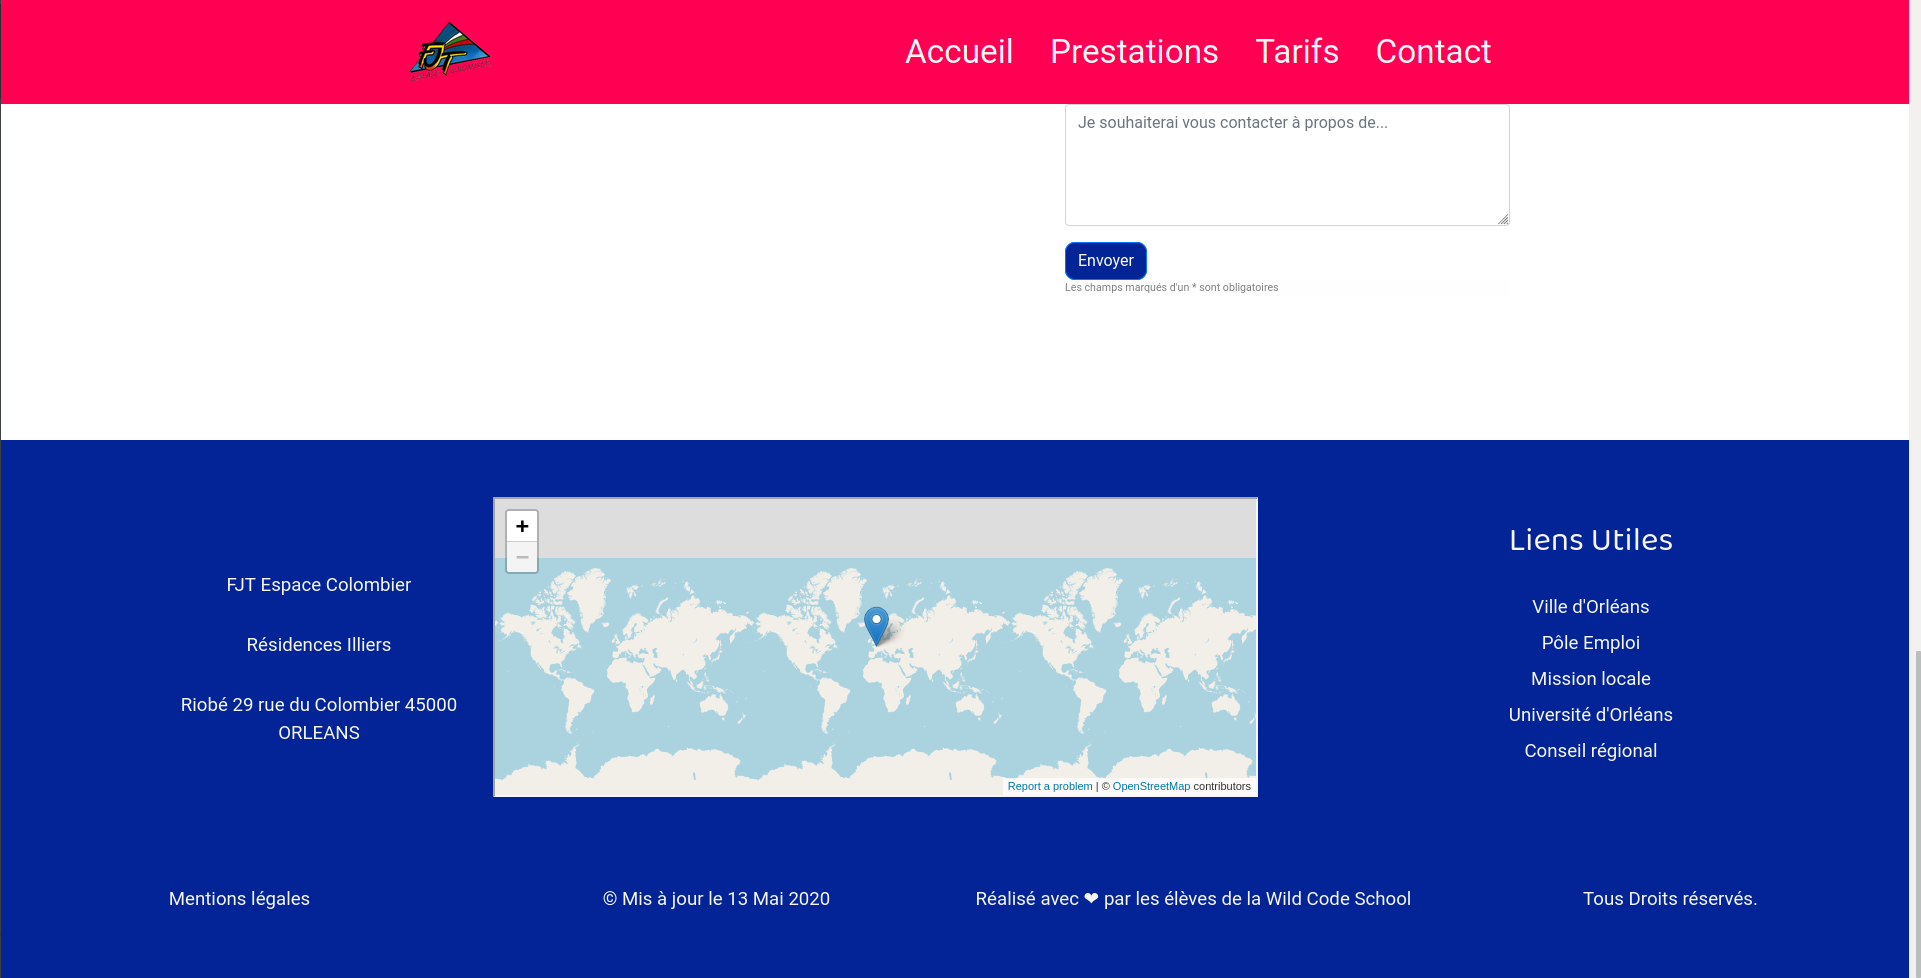 FJT
Accueil Prestations Tarifs Contact
Je souhaiterai vous contacter à propos de...
Envoyer
Les champs marqués d'un * sont obligatoires
FJT Espace Colombier
Résidences Illiers
Riobé 29 rue du Colombier 45000
ORLEANS
+
−
Report a problem | © OpenStreetMap contributors
Liens Utiles
Ville d'Orléans
Pôle Emploi
Mission locale
Université d'Orléans
Conseil régional
Mentions légales
© Mis à jour le 13 Mai 2020
Réalisé avec ❤ par les élèves de la Wild Code School
Tous Droits réservés.